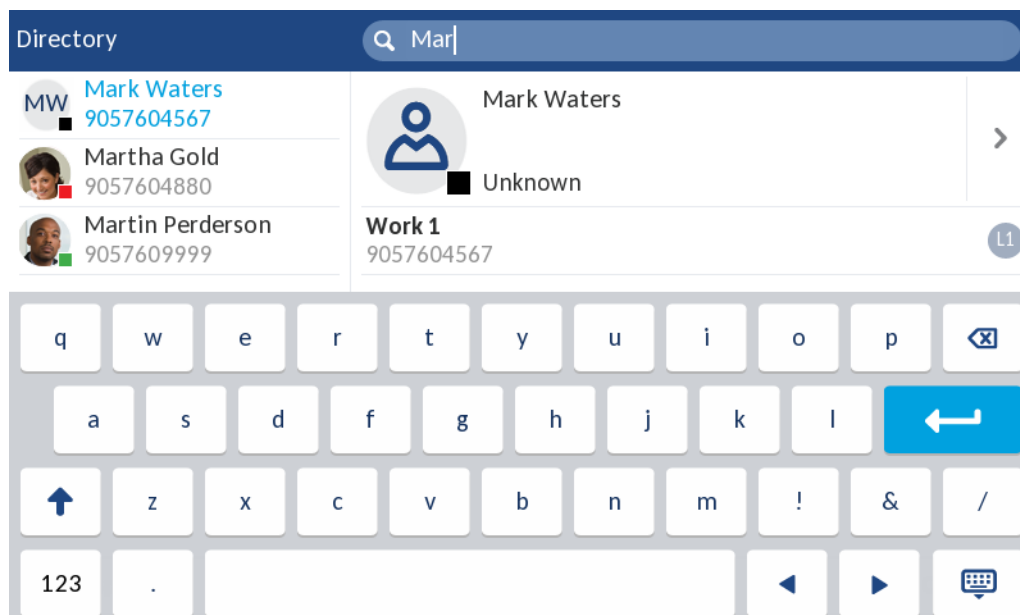 Directory
Mar
MW
Mark Waters
9057604567
Martha Gold
9057604880
Martin Perderson
9057609999
Mark Waters
Unknown
Work 1
9057604567
L1
q w e r t y u i o p
a s d f g h j k l
z x c v b n m ! & /
123 .